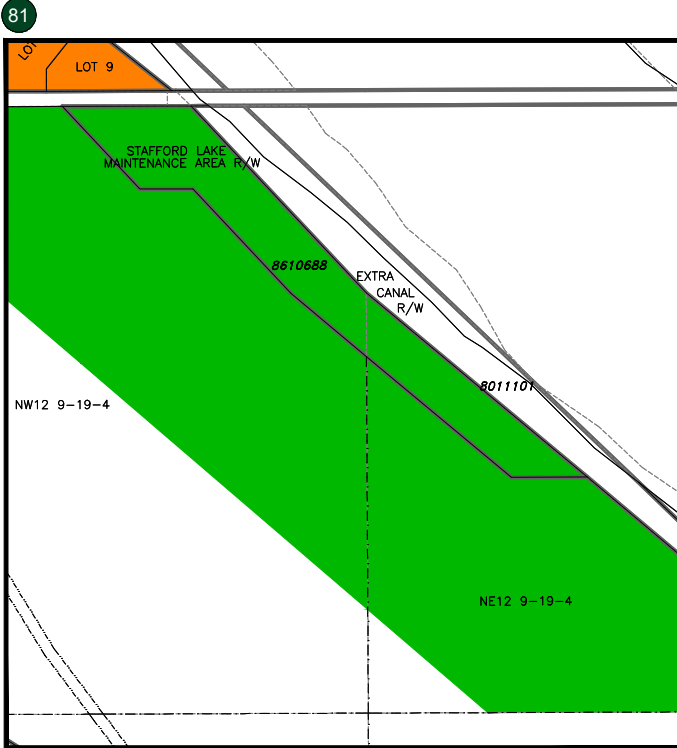 81
LOT 9
STAFFORD LAKE
MAINTENANCE AREA R/W
8610688
EXTRA
CANAL
R/W
8011101
NW12 9-19-4
NE12 9-19-4